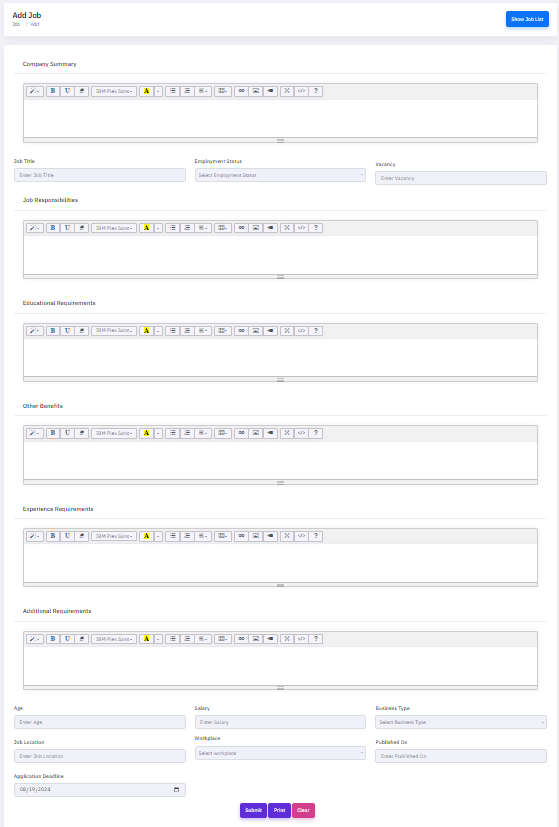 Add Job
Job / Add
Show Job List
Company Summary
B U IBM Plex Sans A </> ?
Job Title
Enter Job Title
Employment Status
Select Employment Status
Vacancy
Enter Vacancy
Job Responsibilities
B U IBM Plex Sans A </> ?
Educational Requirements
B U IBM Plex Sans A </> ?
Other Benefits
B U IBM Plex Sans A </> ?
Experience Requirements
B U IBM Plex Sans A </> ?
Additional Requirements
B U IBM Plex Sans A </> ?
Age
Enter Age
Salary
Enter Salary
Business Type
Select Business Type
Job Location
Enter Job Location
Workplace
Select workplace
Published On
Enter Published On
Application Deadline
08/19/2024
Submit Print Clear